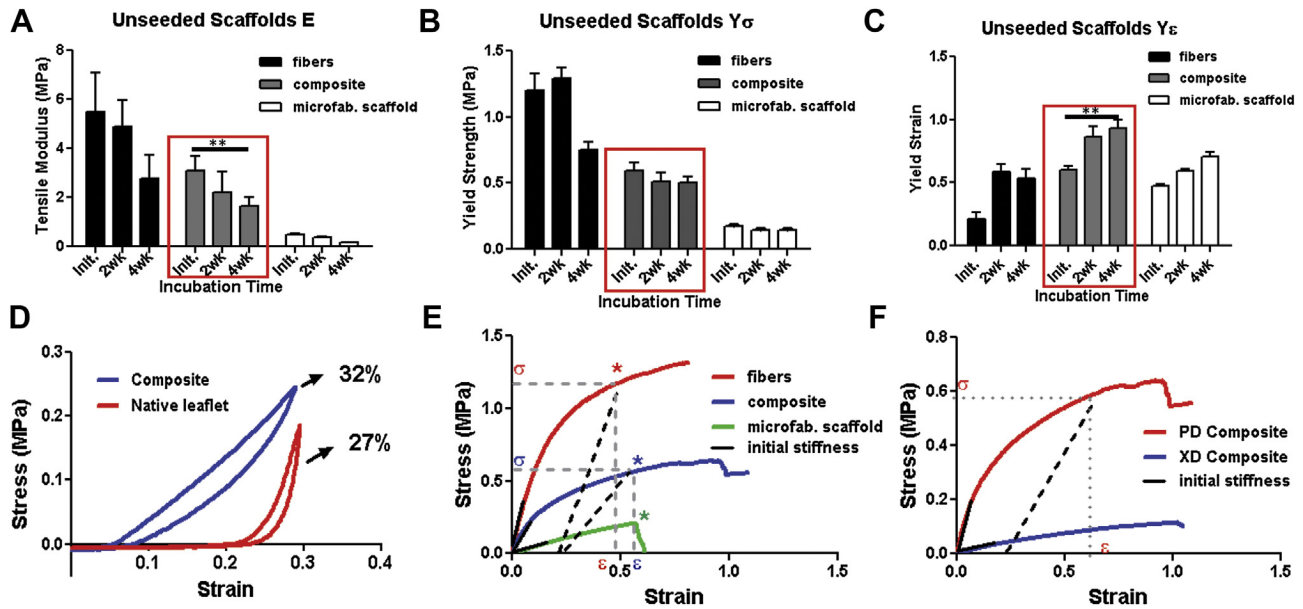 A
Unseeded Scaffolds E
Tensile Modulus (MPa)
8
6
4
2
0
fibers
composite
microfab. scaffold
**
Init. 2wk 4wk Init. 2wk 4wk Init. 2wk 4wk
Incubation Time
B
Unseeded Scaffolds Yσ
Yield Strength (MPa)
1.5
1.0
0.5
0.0
fibers
composite
microfab. scaffold
Init. 2wk 4wk Init. 2wk 4wk Init. 2wk 4wk
Incubation Time
C
Unseeded Scaffolds Yε
Yield Strain
1.5
1.0
0.5
0.0
fibers
composite
microfab. scaffold
**
Init. 2wk 4wk Init. 2wk 4wk Init. 2wk 4wk
Incubation Time
D
Stress (MPa)
0.3
0.2
0.1
0.0
Composite
Native leaflet
32%
27%
0.1 0.2 0.3 0.4
Strain
E
Stress (MPa)
1.5
1.0
0.5
0.0
σ
σ
*
*
*
fibers
composite
microfab. scaffold
initial stiffness
0.0 0.5 1.0 1.5
ε ε
Strain
F
Stress (MPa)
0.8
0.6
0.4
0.2
0.0
σ
PD Composite
XD Composite
initial stiffness
ε
0.0 0.5 1.0 1.5
Strain